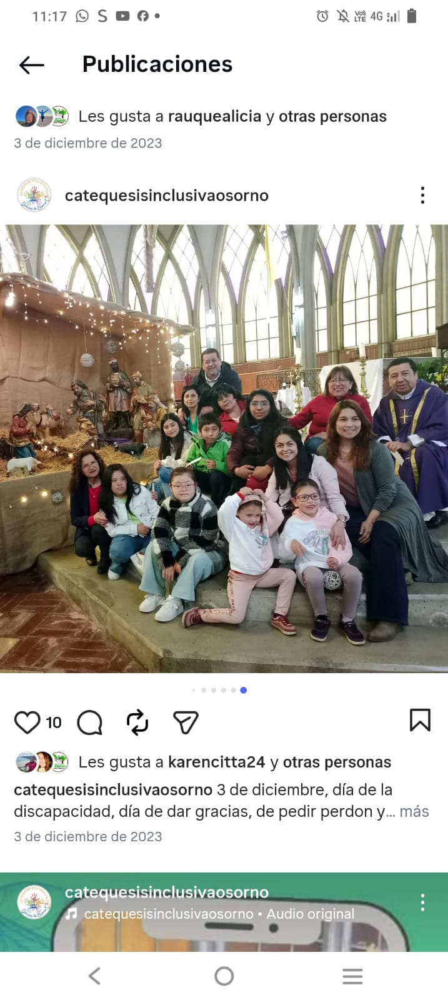 11:17
4G
Publicaciones
Les gusta a rauquealicia y otras personas
3 de diciembre de 2023
catequesisinclusivaosorno
10
Les gusta a karencitta24 y otras personas
catequesisinclusivaosorno 3 de diciembre, día de la
discapacidad, día de dar gracias, de pedir perdon y... más
3 de diciembre de 2023
catequesisinclusivaosorno
catequesisinclusivaosorno • Audio original